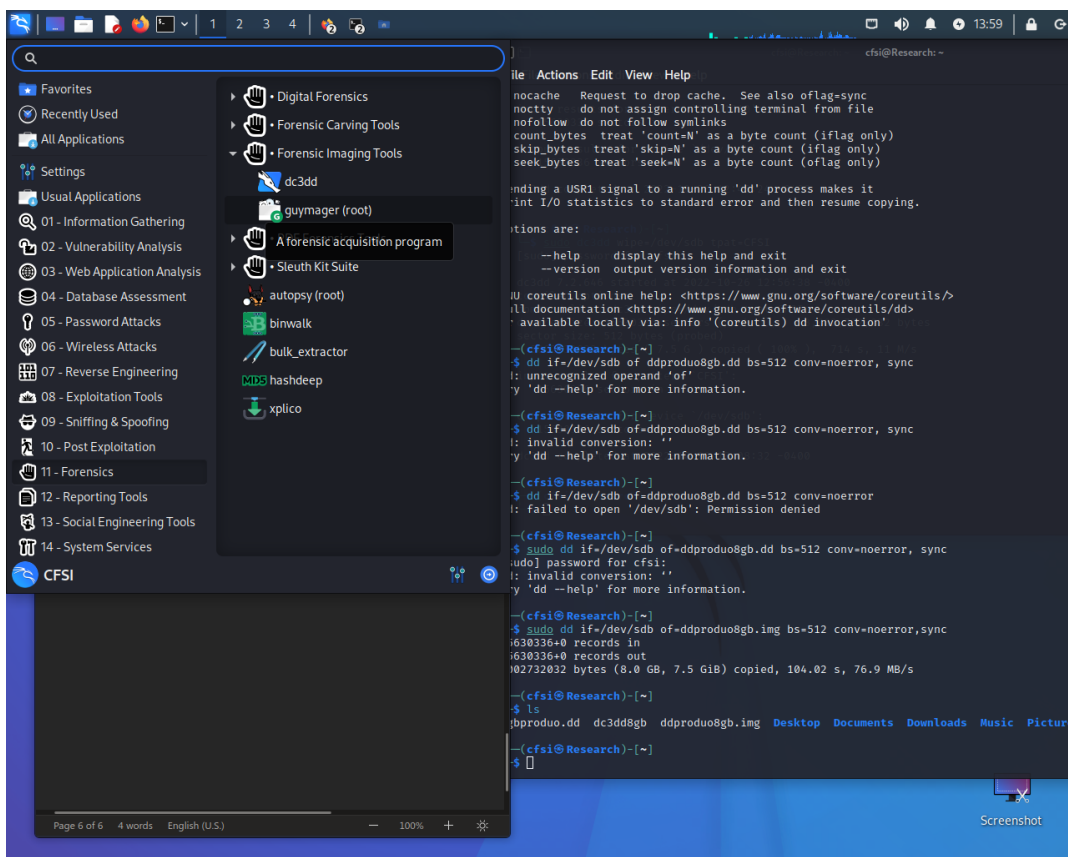 1 2 3 4
13:59
Favorites
Recently Used
All Applications
Settings
Usual Applications
01 - Information Gathering
02 - Vulnerability Analysis
03 - Web Application Analysis
04 - Database Assessment
05 - Password Attacks
06 - Wireless Attacks
07 - Reverse Engineering
08 - Exploitation Tools
09 - Sniffing & Spoofing
10 - Post Exploitation
11 - Forensics
12 - Reporting Tools
13 - Social Engineering Tools
14 - System Services
CFSI
• Digital Forensics
• Forensic Carving Tools
• Forensic Imaging Tools
dc3dd
guymager (root)
A forensic acquisition program
• Sleuth Kit Suite
autopsy (root)
binwalk
bulk_extractor
MD5 hashdeep
xplico
cfsi@Research: ~
ile Actions Edit View Help
nocache Request to drop cache. See also oflag=sync
noctty do not assign controlling terminal from file
nofollow do not follow symlinks
count_bytes treat 'count=N' as a byte count (iflag only)
skip_bytes treat 'skip=N' as a byte count (iflag only)
seek_bytes treat 'seek=N' as a byte count (oflag only)
ending a USR1 signal to a running 'dd' process makes it
rint I/O statistics to standard error and then resume copying.
ptions are:
--help display this help and exit
--version output version information and exit
NU coreutils online help: <https://www.gnu.org/software/coreutils/>
ull documentation <https://www.gnu.org/software/coreutils/dd>
r available locally via: info '(coreutils) dd invocation'
(cfsi㉿Research)-[~]
$ dd if=/dev/sdb of ddproduo8gb.dd bs=512 conv=noerror, sync
d: unrecognized operand ‘of’
ry 'dd --help' for more information.
(cfsi㉿Research)-[~]
$ dd if=/dev/sdb of=ddproduo8gb.dd bs=512 conv=noerror, sync
d: invalid conversion: ‘’
ry 'dd --help' for more information.
(cfsi㉿Research)-[~]
$ dd if=/dev/sdb of=ddproduo8gb.dd bs=512 conv=noerror
d: failed to open '/dev/sdb': Permission denied
(cfsi㉿Research)-[~]
$ sudo dd if=/dev/sdb of=ddproduo8gb.dd bs=512 conv=noerror, sync
sudo] password for cfsi:
d: invalid conversion: ‘’
ry 'dd --help' for more information.
(cfsi㉿Research)-[~]
$ sudo dd if=/dev/sdb of=ddproduo8gb.img bs=512 conv=noerror,sync
5630336+0 records in
5630336+0 records out
002732032 bytes (8.0 GB, 7.5 GiB) copied, 104.02 s, 76.9 MB/s
(cfsi㉿Research)-[~]
$ ls
gbproduo.dd dc3dd8gb ddproduo8gb.img Desktop Documents Downloads Music Pictur
(cfsi㉿Research)-[~]
$
Page 6 of 6 4 words English (U.S.) 100%
Screenshot